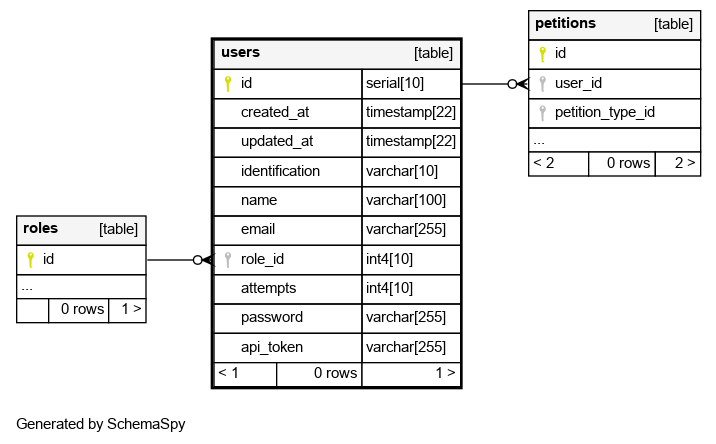 petitions [table]
id
user_id
petition_type_id
...
< 2 0 rows 2 >
users [table]
id serial[10]
created_at timestamp[22]
updated_at timestamp[22]
identification varchar[10]
name varchar[100]
email varchar[255]
role_id int4[10]
attempts int4[10]
password varchar[255]
api_token varchar[255]
< 1 0 rows 1 >
roles [table]
id
...
0 rows 1 >
Generated by SchemaSpy